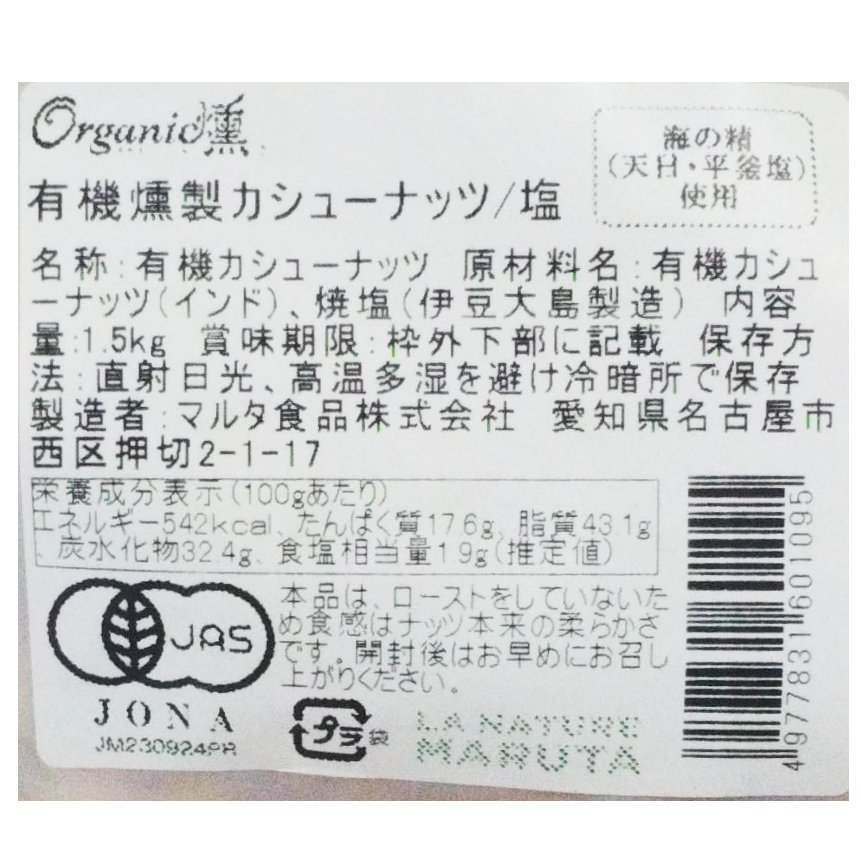 Organic燻
海の精
(天日・平釜塩)
使用
有機燻製カシューナッツ/塩
名称:有機カシューナッツ 原材料名:有機カシュ
ーナッツ(インド)、焼塩(伊豆大島製造) 内容
量:1.5kg 賞味期限:枠外下部に記載 保存方
法:直射日光、高温多湿を避け冷暗所で保存
製造者:マルタ食品株式会社 愛知県名古屋市
西区押切2-1-17
栄養成分表示(100gあたり)
エネルギー542kcal、たんぱく質17.6g、脂質43.1g
、炭水化物32.4g、食塩相当量1.9g(推定値)
本品は、ローストをしていないた
め食感はナッツ本来の柔らかさ
です。開封後はお早めにお召し
上がりください。
JAS
JONA
JM230924PR
プラ
袋
LA NATURE
MARUTA
4977831601095